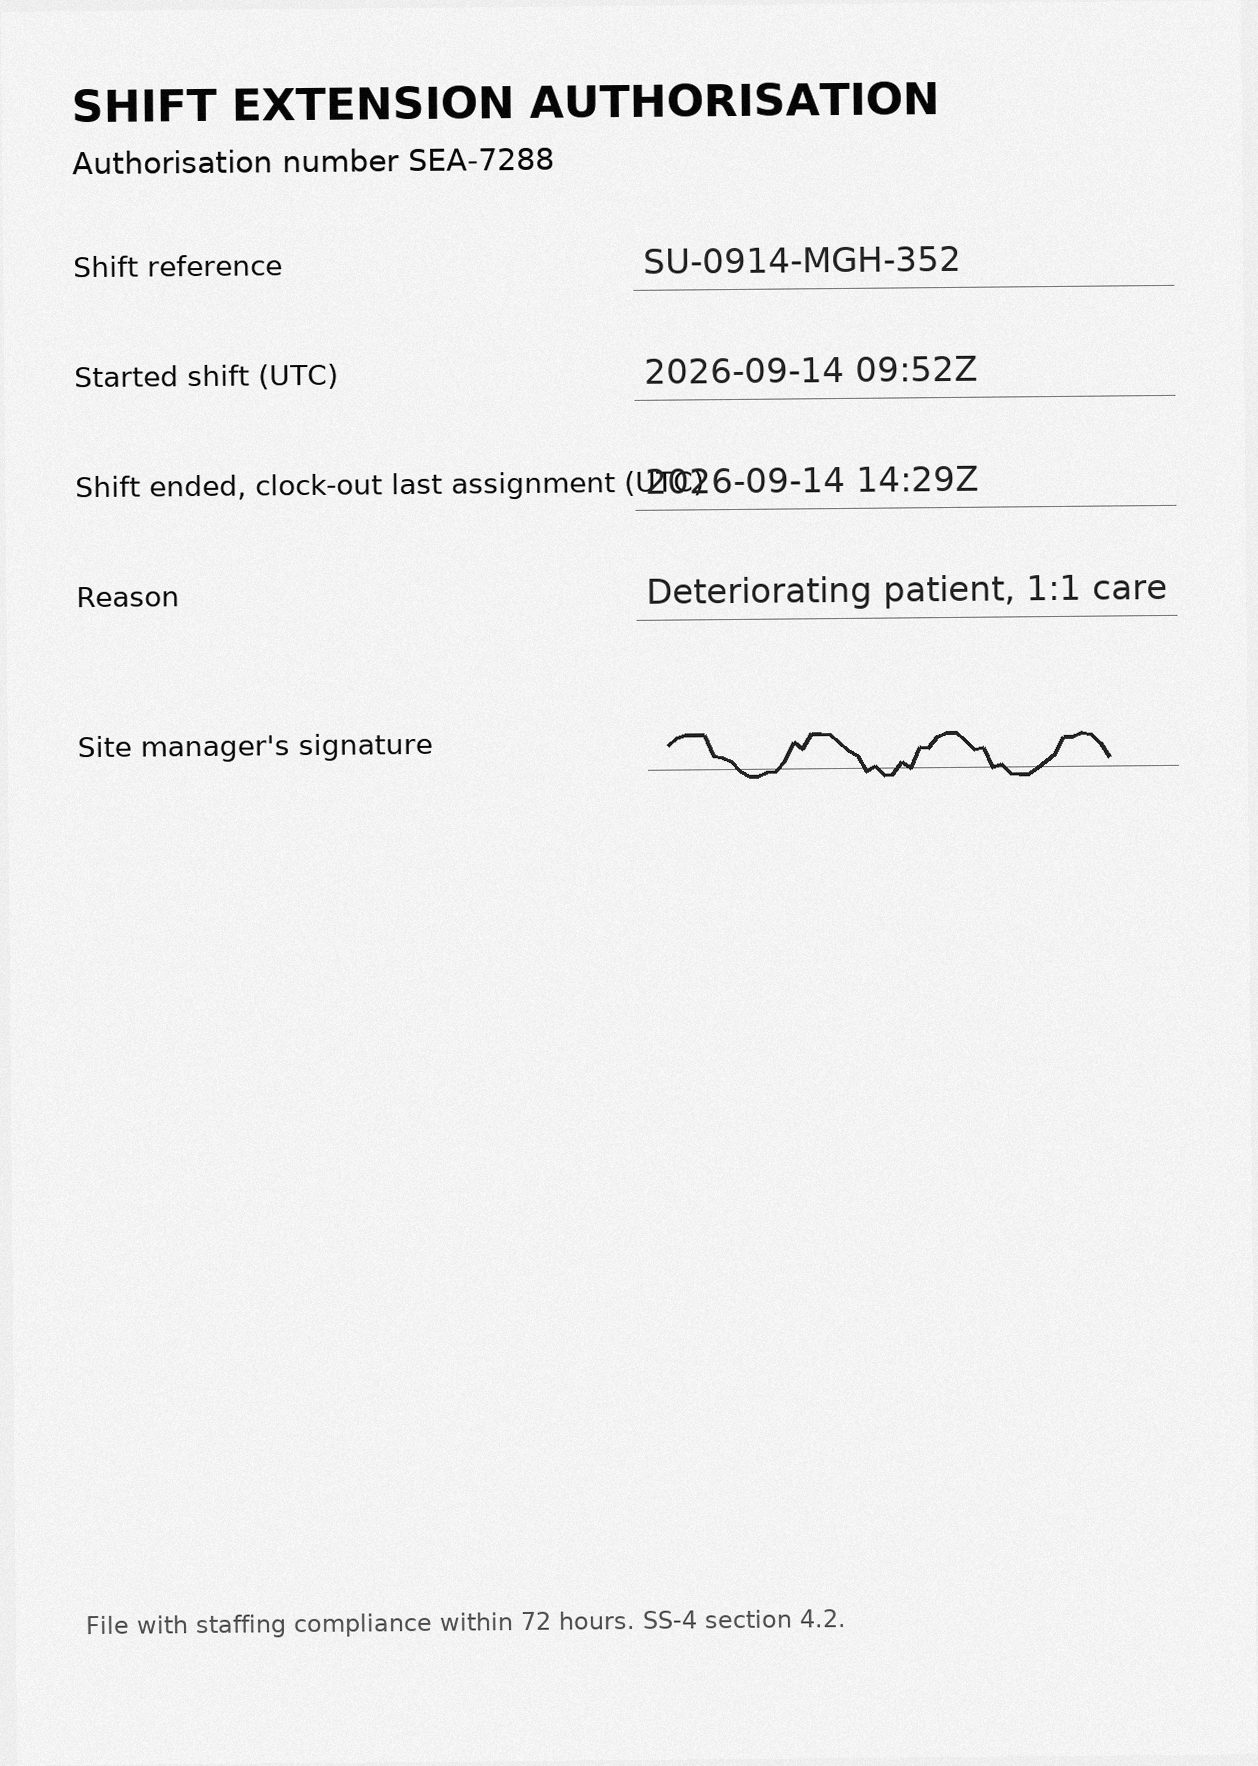 SHIFT EXTENSION AUTHORISATION
Authorisation number SEA-7288
Shift reference SU-0914-MGH-352
Started shift (UTC) 2026-09-14 09:52Z
Shift ended, clock-out last assignment (UTC) 2026-09-14 14:29Z
Reason Deteriorating patient, 1:1 care
Site manager's signature
File with staffing compliance within 72 hours. SS-4 section 4.2.